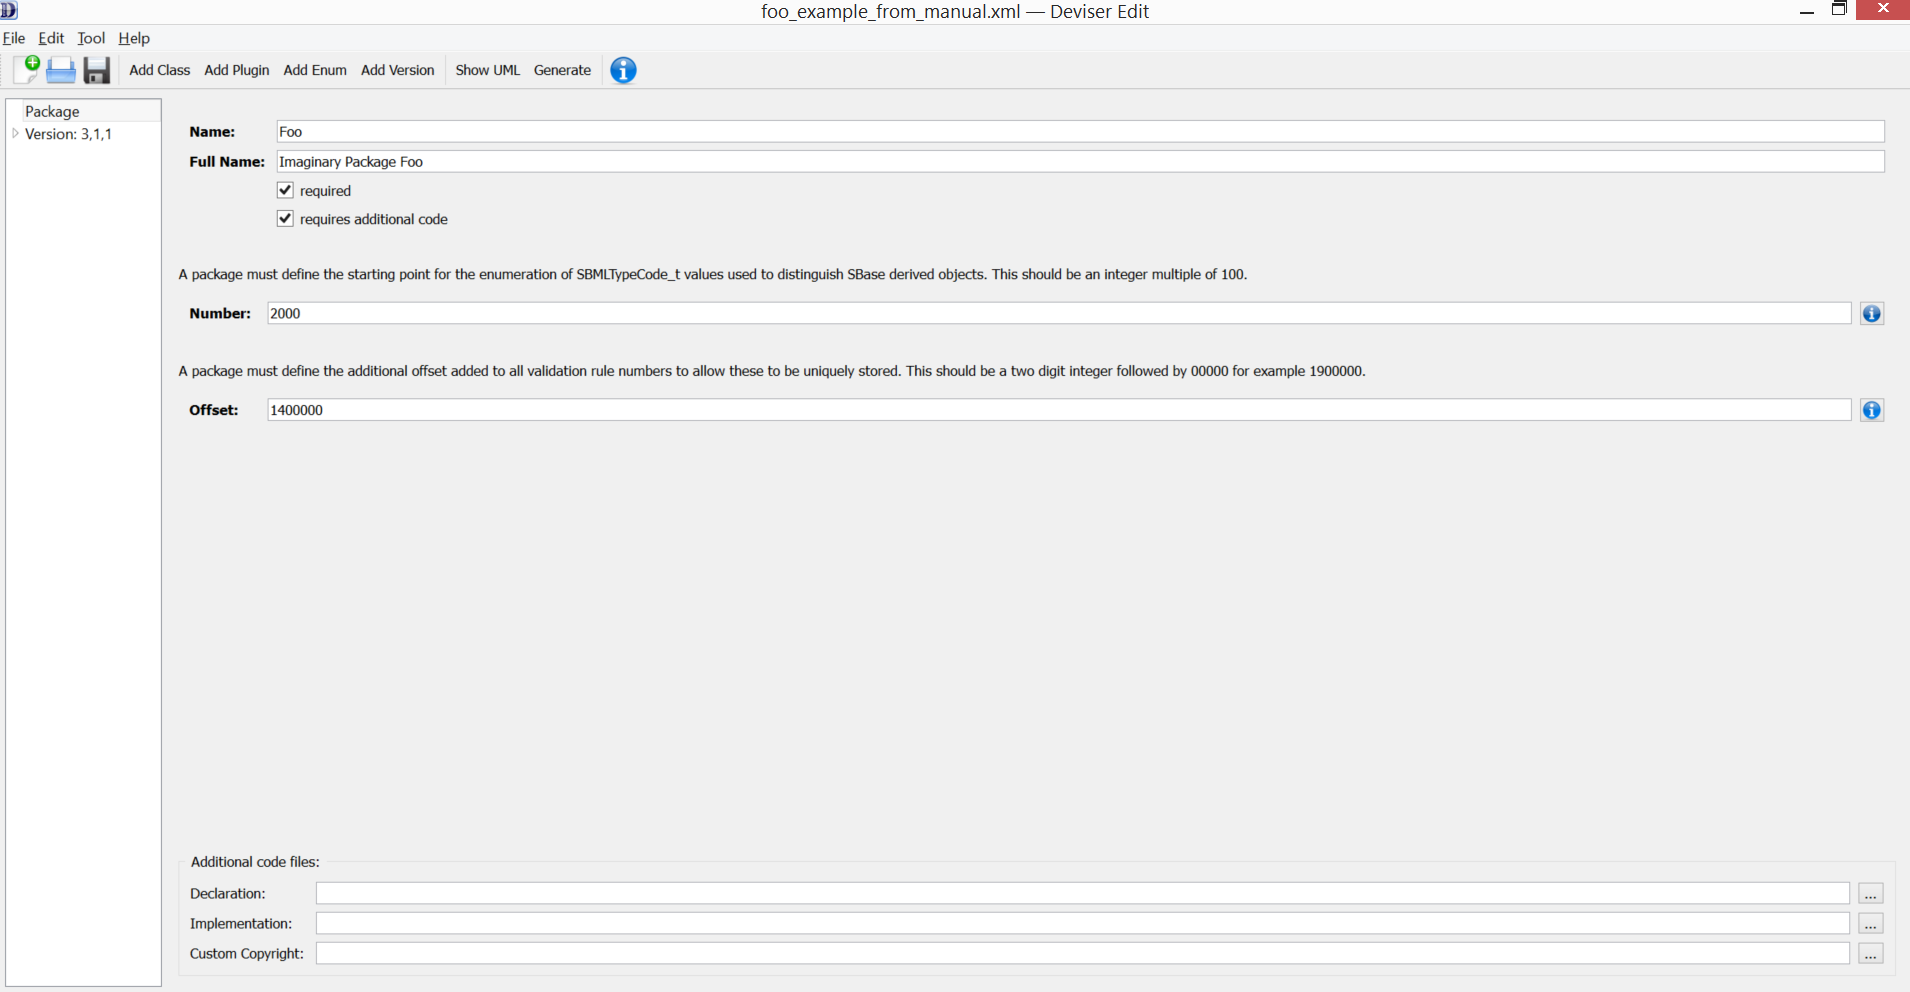 foo_example_from_manual.xml — Deviser Edit
File Edit Tool Help
Add Class Add Plugin Add Enum Add Version Show UML Generate
Package
Version: 3,1,1
Name: Foo
Full Name: Imaginary Package Foo
required
requires additional code
A package must define the starting point for the enumeration of SBMLTypeCode_t values used to distinguish SBase derived objects. This should be an integer multiple of 100.
Number: 2000
A package must define the additional offset added to all validation rule numbers to allow these to be uniquely stored. This should be a two digit integer followed by 00000 for example 1900000.
Offset: 1400000
Additional code files:
Declaration: ...
Implementation: ...
Custom Copyright: ...